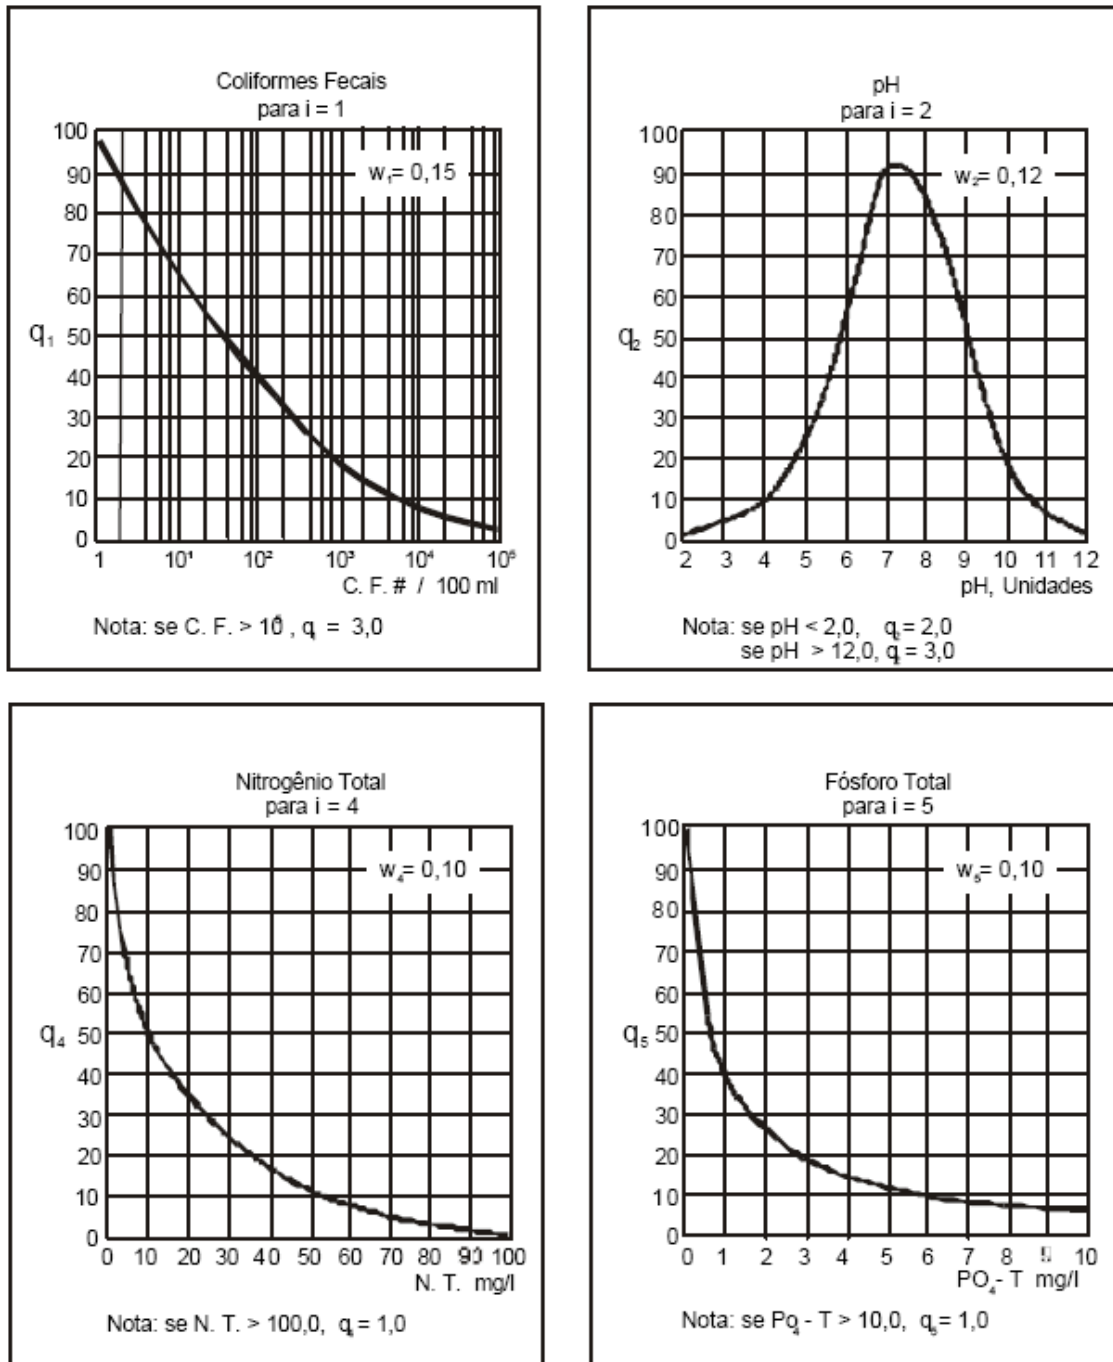 Coliformes Fecais
para i = 1
100
90
80
70
60
50
40
30
20
10
0
q₁
w₁= 0,15
1 10¹ 10² 10³ 10⁴ 10⁵
C. F. # / 100 ml
Nota: se C. F. > 10⁵ , q₁ = 3,0
pH
para i = 2
100
90
80
70
60
50
40
30
20
10
0
q₂
w₂= 0,12
2 3 4 5 6 7 8 9 10 11 12
pH, Unidades
Nota: se pH < 2,0, q₂= 2,0
se pH > 12,0, q₂= 3,0
Nitrogênio Total
para i = 4
100
90
80
70
60
50
40
30
20
10
0
q₄
w₄= 0,10
0 10 20 30 40 50 60 70 80 90 100
N. T. mg/l
Nota: se N. T. > 100,0, q₄ = 1,0
Fósforo Total
para i = 5
100
90
80
70
60
50
40
30
20
10
0
q₅
w₅= 0,10
0 1 2 3 4 5 6 7 8 9 10
PO₄- T mg/l
Nota: se Po₄ - T > 10,0, q₅= 1,0